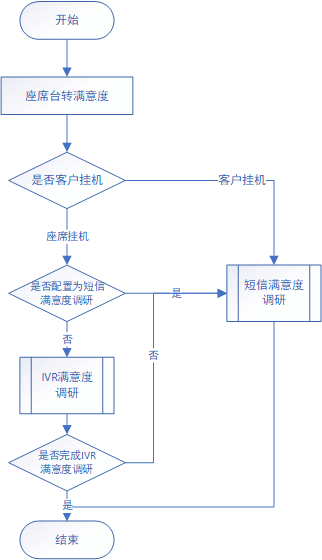 开始
座席台转满意度
是否客户挂机
客户挂机
座席挂机
是否配置为短信
满意度调研
是
短信满意度
调研
否
IVR满意度
调研
否
是否完成IVR
满意度调研
是
结束